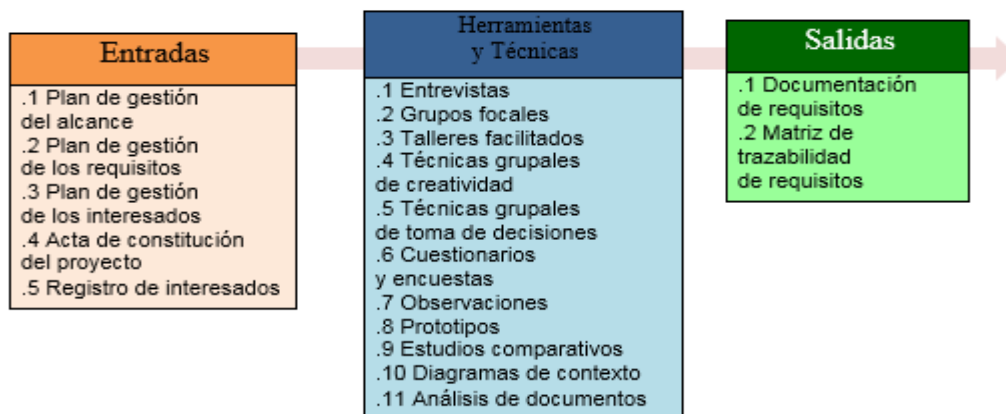 Entradas
.1 Plan de gestión
del alcance
.2 Plan de gestión
de los requisitos
.3 Plan de gestión
de los interesados
.4 Acta de constitución
del proyecto
.5 Registro de interesados
Herramientas
y Técnicas
.1 Entrevistas
.2 Grupos focales
.3 Talleres facilitados
.4 Técnicas grupales
de creatividad
.5 Técnicas grupales
de toma de decisiones
.6 Cuestionarios
y encuestas
.7 Observaciones
.8 Prototipos
.9 Estudios comparativos
.10 Diagramas de contexto
.11 Análisis de documentos
Salidas
.1 Documentación
de requisitos
.2 Matriz de
trazabilidad
de requisitos